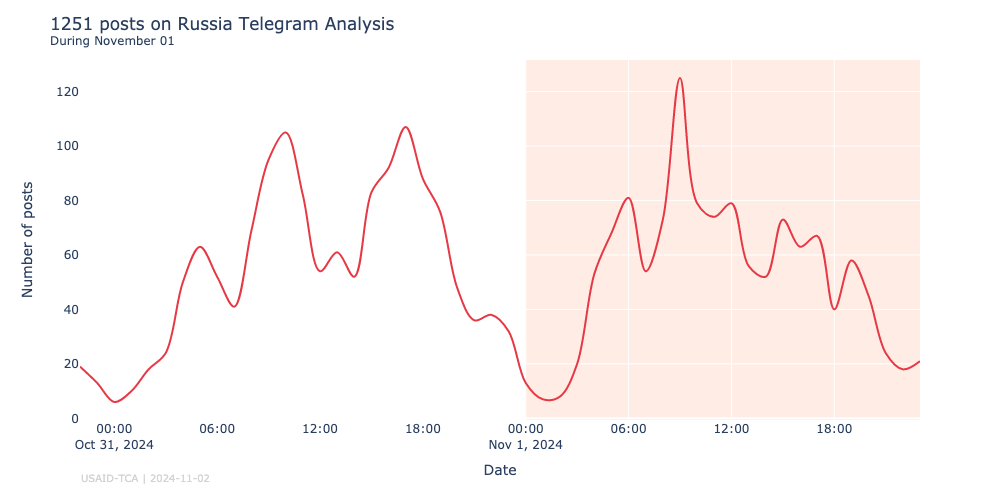 1251 posts on Russia Telegram Analysis
During November 01
Number of posts
120
100
80
60
40
20
0
00:00 06:00 12:00 18:00 00:00 06:00 12:00 18:00
Oct 31, 2024 Nov 1, 2024
Date
USAID-TCA | 2024-11-02